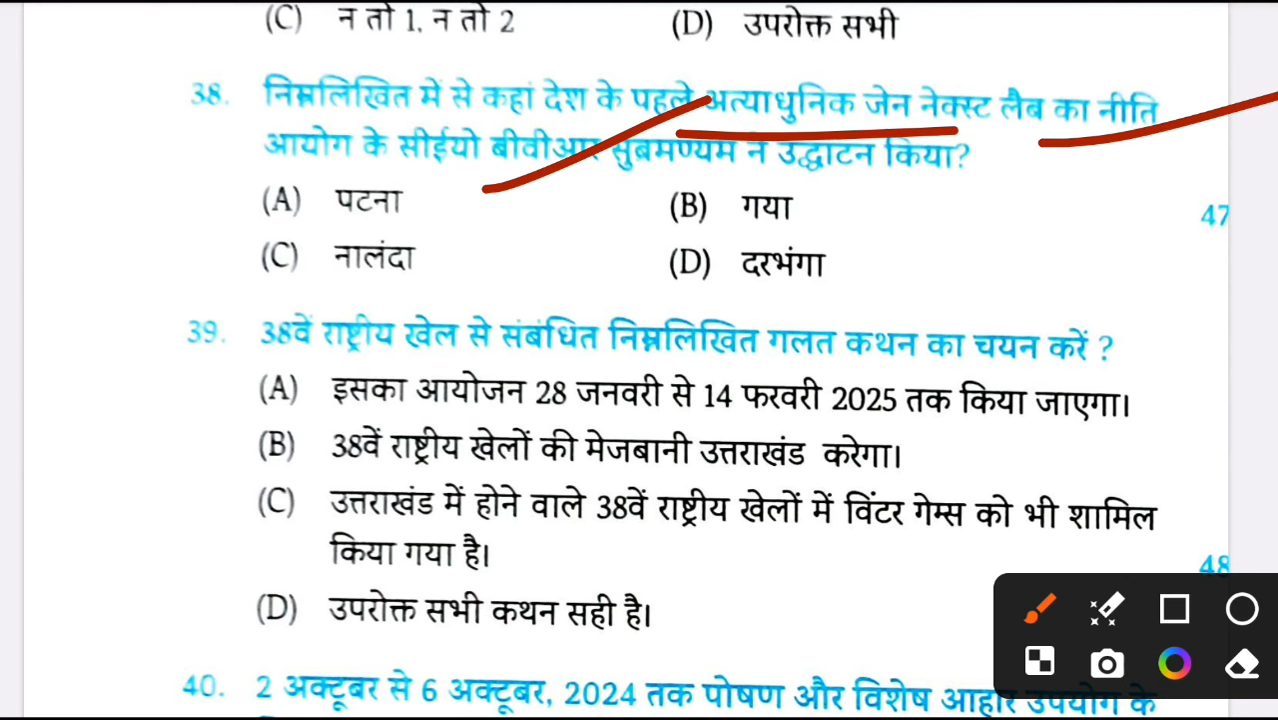 (C) न तो 1, न तो 2 (D) उपरोक्त सभी
38. निम्नलिखित में से कहां देश के पहले अत्याधुनिक जेन नेक्स्ट लैब का नीति
आयोग के सीईयो बीवीआर सुब्रमण्यम ने उद्घाटन किया?
(A) पटना (B) गया
47
(C) नालंदा (D) दरभंगा
39. 38वें राष्ट्रीय खेल से संबंधित निम्नलिखित गलत कथन का चयन करें ?
(A) इसका आयोजन 28 जनवरी से 14 फरवरी 2025 तक किया जाएगा।
(B) 38वें राष्ट्रीय खेलों की मेजबानी उत्तराखंड करेगा।
(C) उत्तराखंड में होने वाले 38वें राष्ट्रीय खेलों में विंटर गेम्स को भी शामिल
किया गया है।
48
(D) उपरोक्त सभी कथन सही है।
40. 2 अक्टूबर से 6 अक्टूबर, 2024 तक पोषण और विशेष आहार उपयोग के